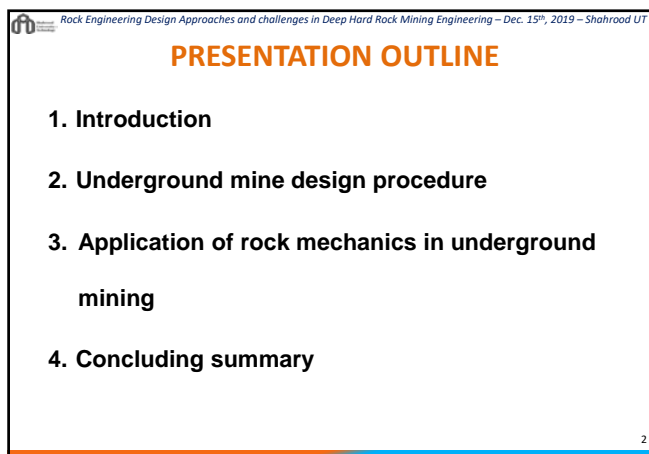 Rock Engineering Design Approaches and challenges in Deep Hard Rock Mining Engineering – Dec. 15th, 2019 – Shahrood UT
PRESENTATION OUTLINE
1. Introduction
2. Underground mine design procedure
3. Application of rock mechanics in underground
mining
4. Concluding summary
2